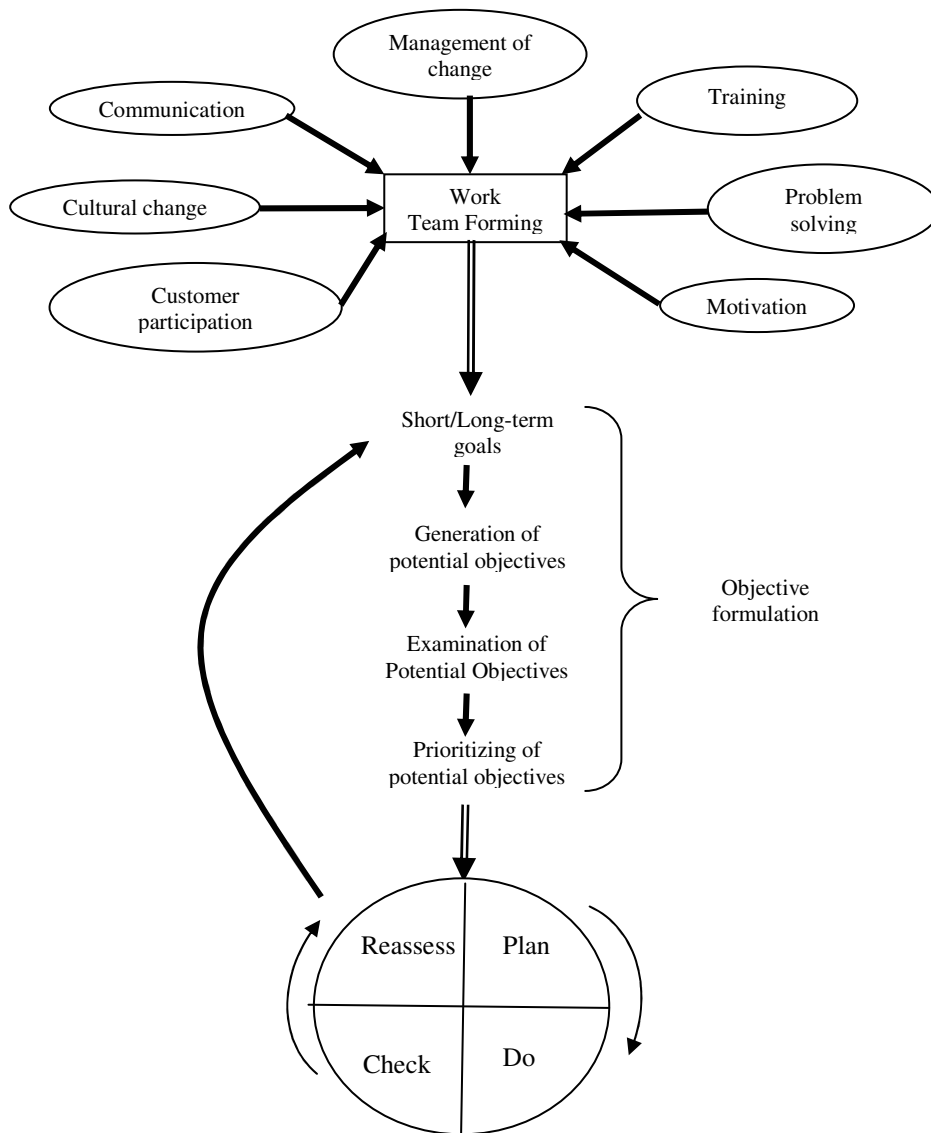 Management of
change
Communication
Training
Work
Team Forming
Cultural change
Problem
solving
Customer
participation
Motivation
Short/Long-term
goals
Generation of
potential objectives
Objective
formulation
Examination of
Potential Objectives
Prioritizing of
potential objectives
Reassess
Plan
Check
Do